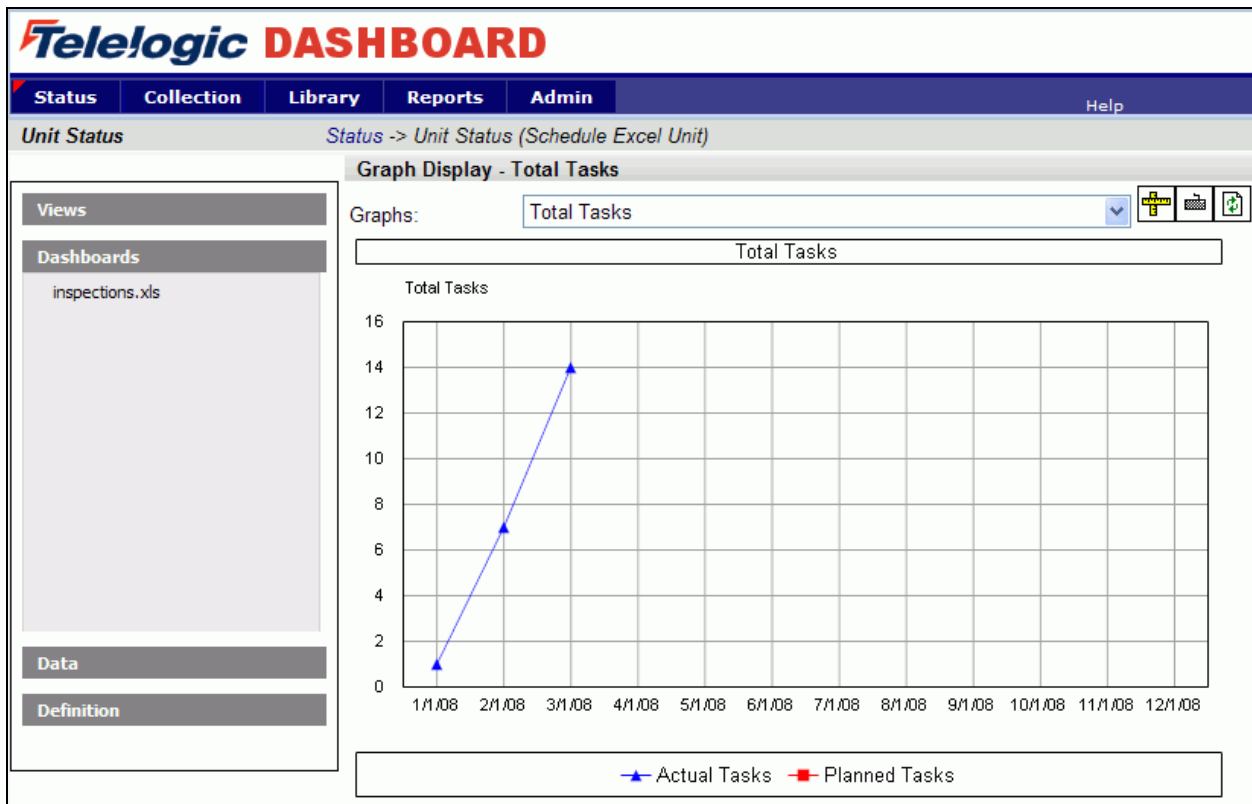 Telelogic DASHBOARD
Status Collection Library Reports Admin Help
Unit Status Status -> Unit Status (Schedule Excel Unit)
Graph Display - Total Tasks
Views
Graphs: Total Tasks
Dashboards
inspections.xls
Data
Definition
Total Tasks
Total Tasks
16
14
12
10
8
6
4
2
0
1/1/08 2/1/08 3/1/08 4/1/08 5/1/08 6/1/08 7/1/08 8/1/08 9/1/08 10/1/08 11/1/08 12/1/08
Actual Tasks Planned Tasks